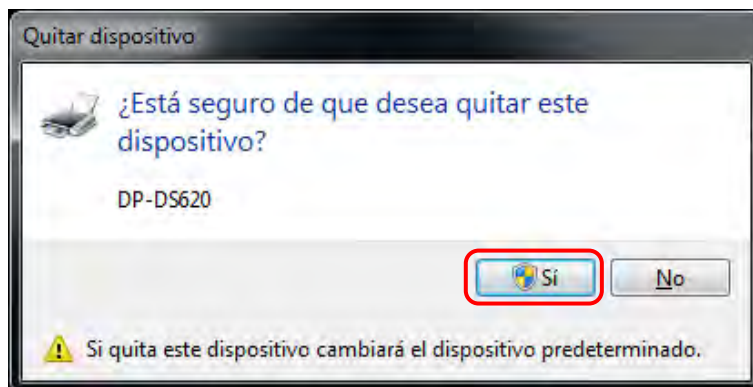 Quitar dispositivo
¿Está seguro de que desea quitar este
dispositivo?
DP-DS620
Sí
No
Si quita este dispositivo cambiará el dispositivo predeterminado.